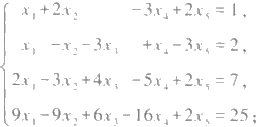 x₁+2x₂ -3x₄+2x₅=1,
x₁ -x₂-3x₃ +x₄-3x₅=2,
2x₁-3x₂+4x₃ -5x₄+2x₅=7,
9x₁-9x₂+6x₃-16x₄+2x₅=25;